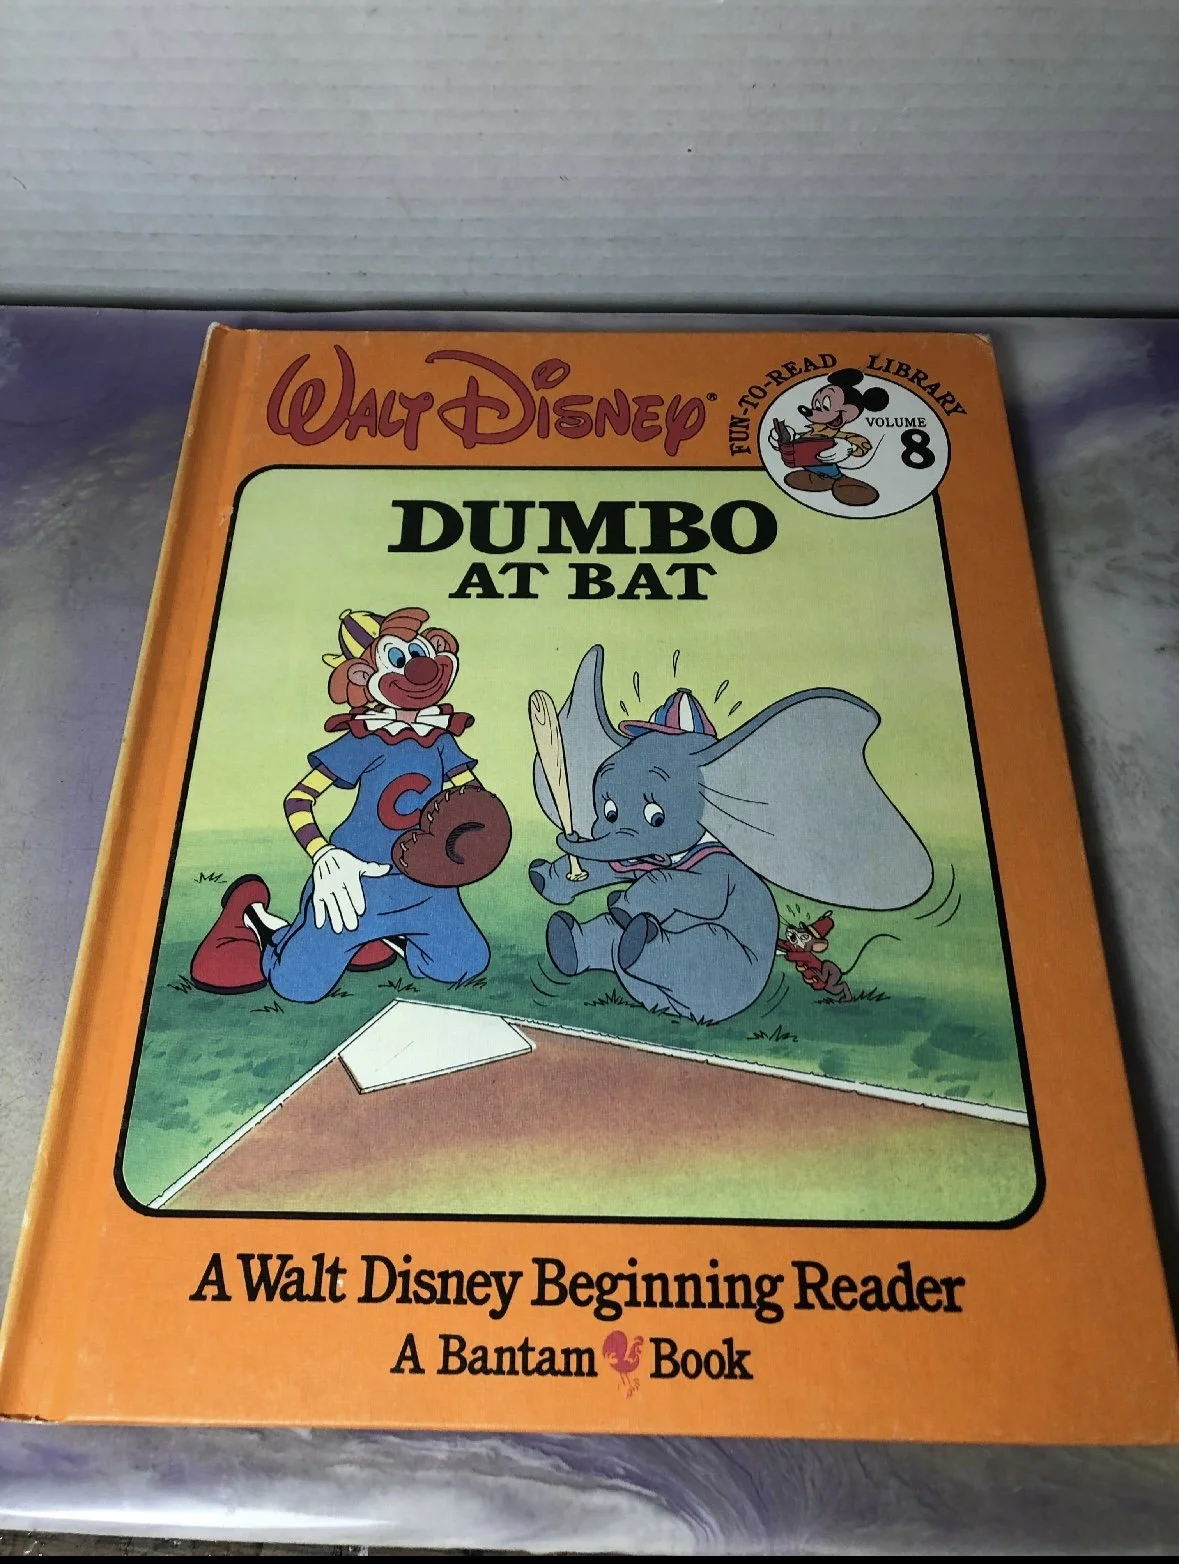 WALT DISNEY®
FUN-TO-READ LIBRARY
VOLUME
8
DUMBO
AT BAT
C
A Walt Disney Beginning Reader
A Bantam Book